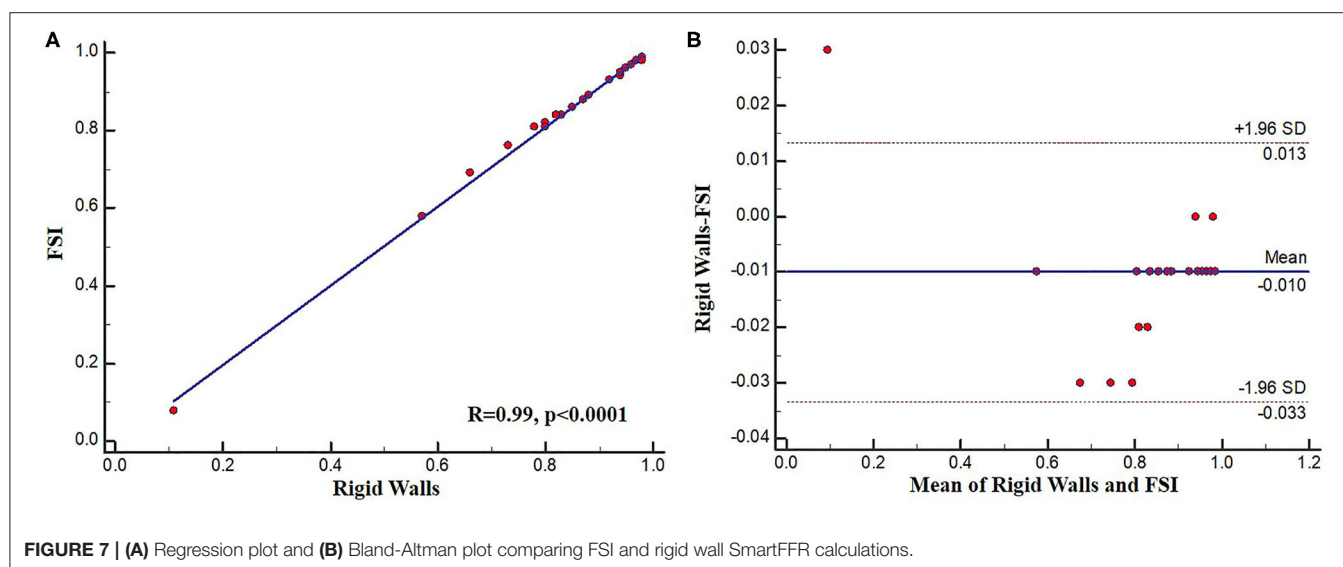 A
1.0
0.8
0.6
0.4
0.2
0.0
FSI
0.0 0.2 0.4 0.6 0.8 1.0
Rigid Walls
R=0.99, p<0.0001
B
0.03
0.02
0.01
0.00
-0.01
-0.02
-0.03
-0.04
Rigid Walls-FSI
+1.96 SD
0.013
Mean
-0.010
-1.96 SD
-0.033
0.0 0.2 0.4 0.6 0.8 1.0 1.2
Mean of Rigid Walls and FSI
FIGURE 7 | (A) Regression plot and (B) Bland-Altman plot comparing FSI and rigid wall SmartFFR calculations.